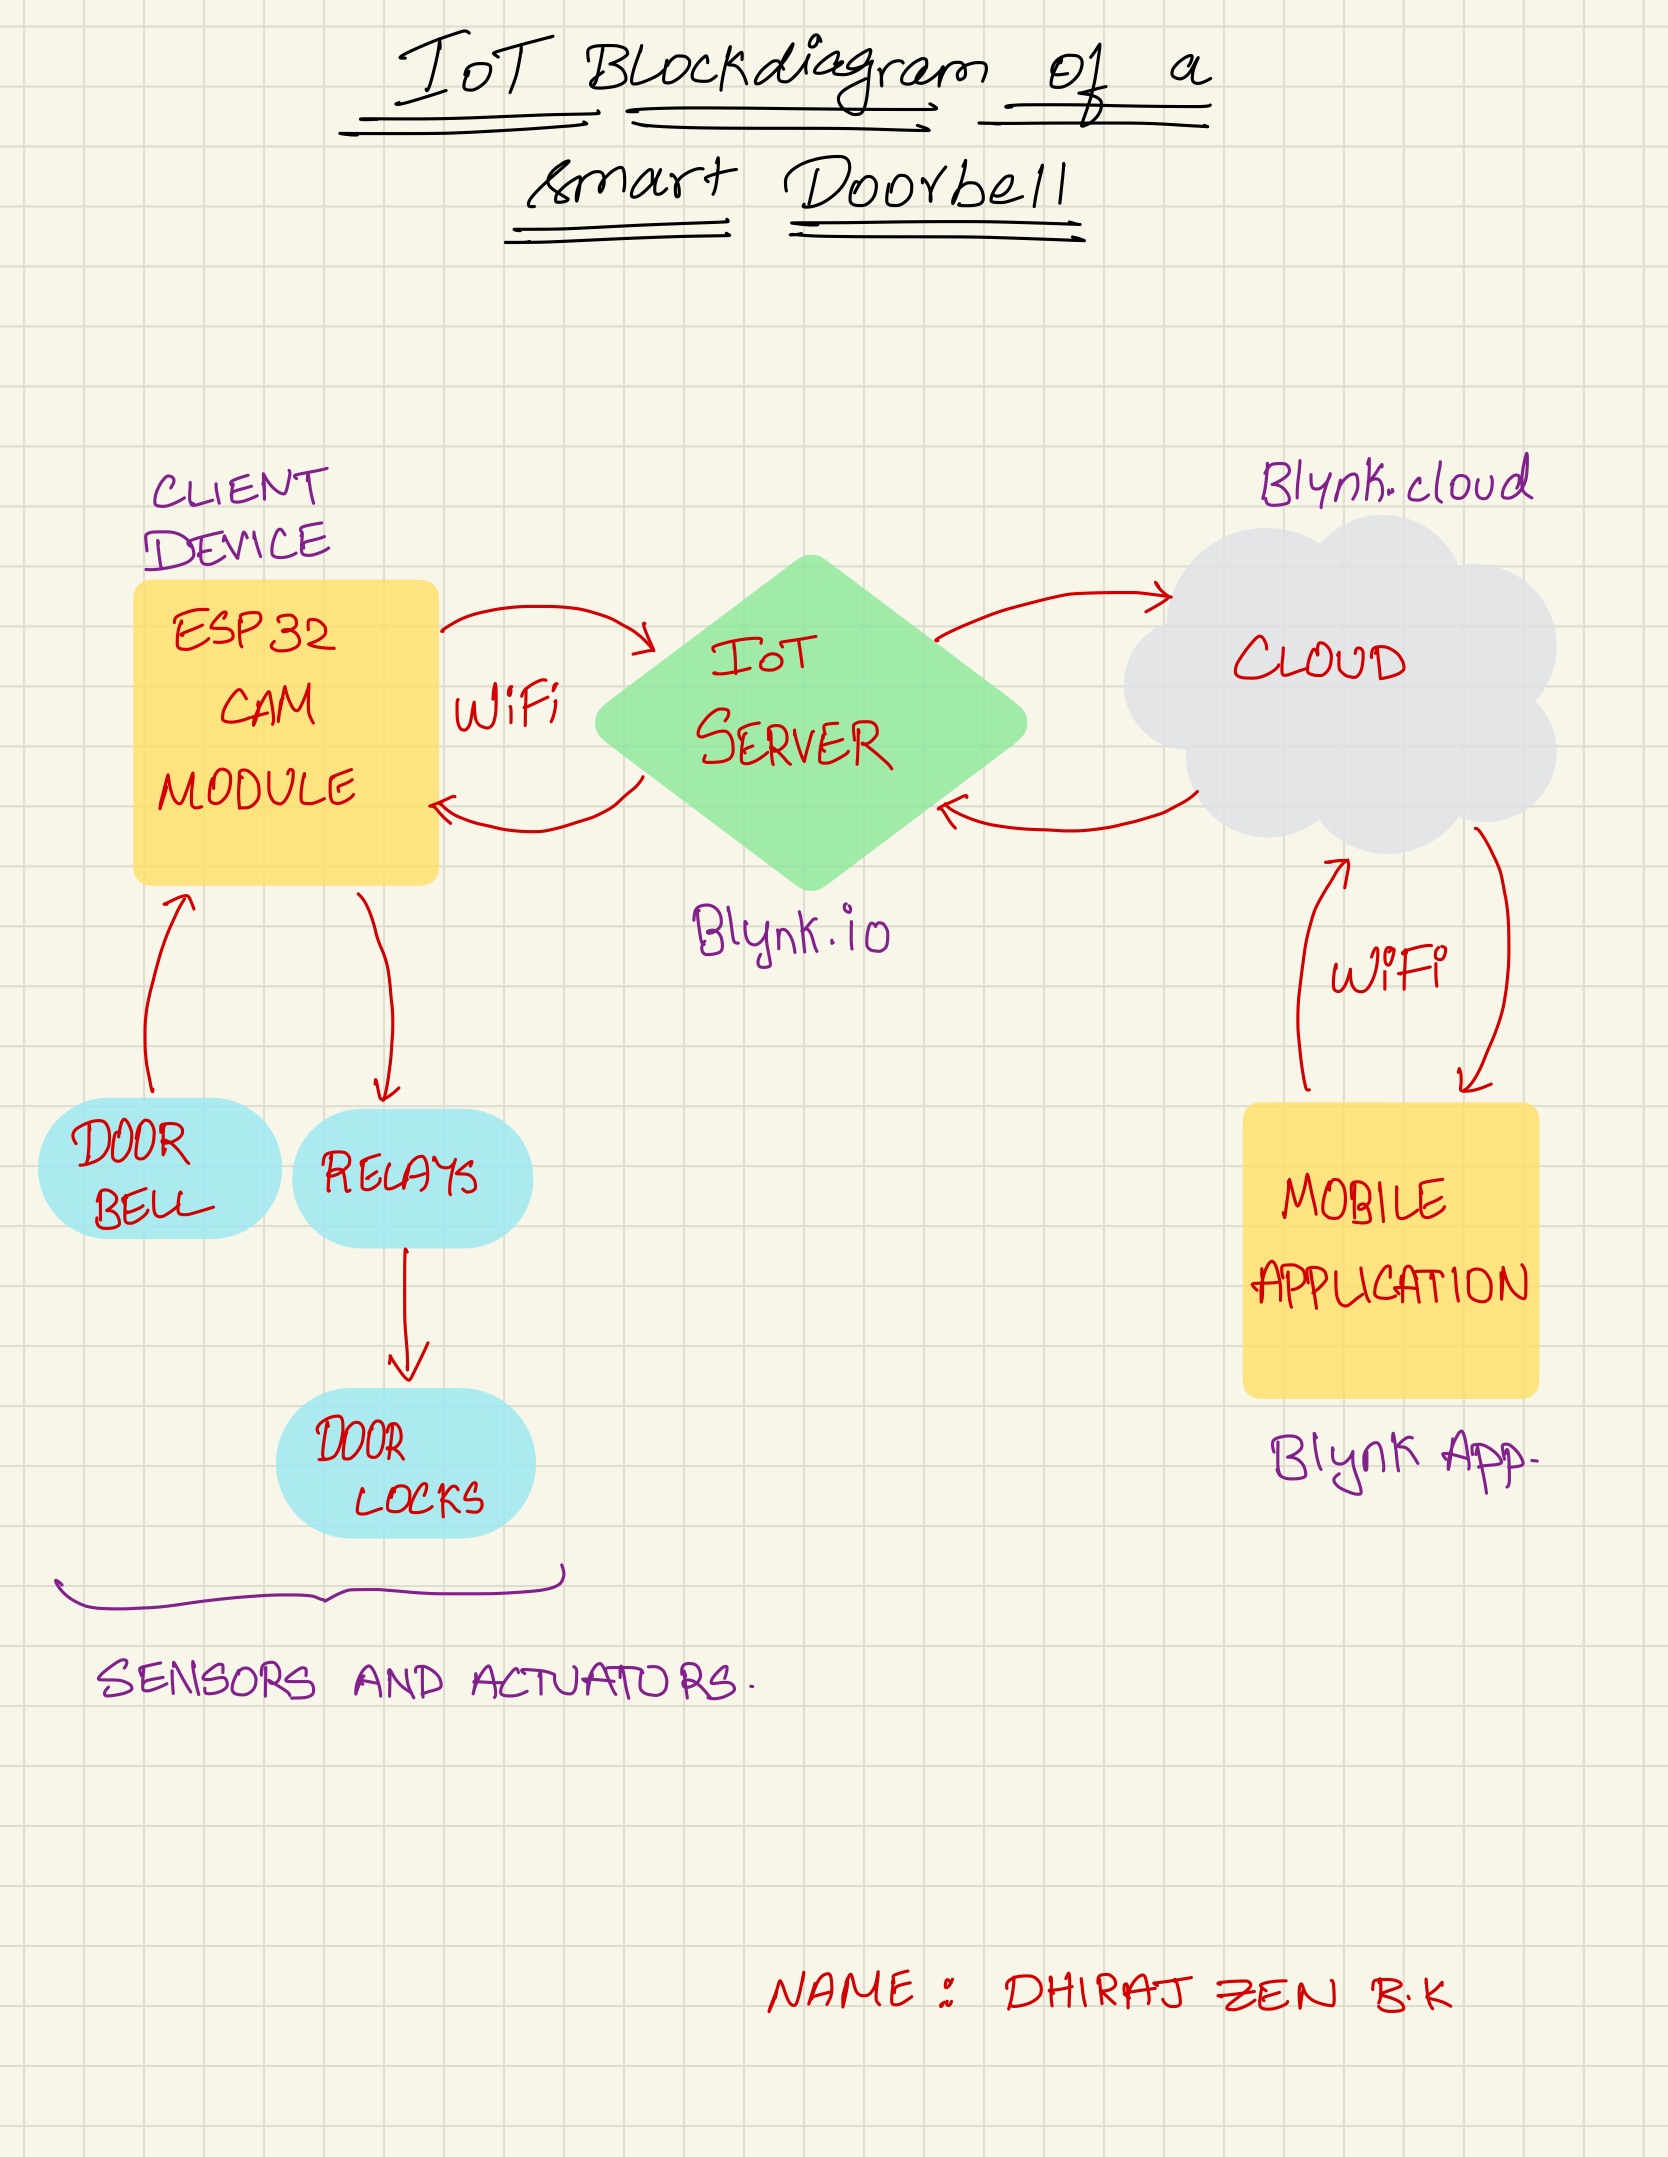 IoT Blockdiagram of a
smart Doorbell
CLIENT
DEVICE
ESP32
CAM
MODULE
WiFi
IoT
SERVER
Blynk.io
Blynk.cloud
CLOUD
WiFi
DOOR
BELL
RELAYS
DOOR
LOCKS
MOBILE
APPLICATION
Blynk App.
SENSORS AND ACTUATORS.
NAME: DHIRAJ ZEN B.K